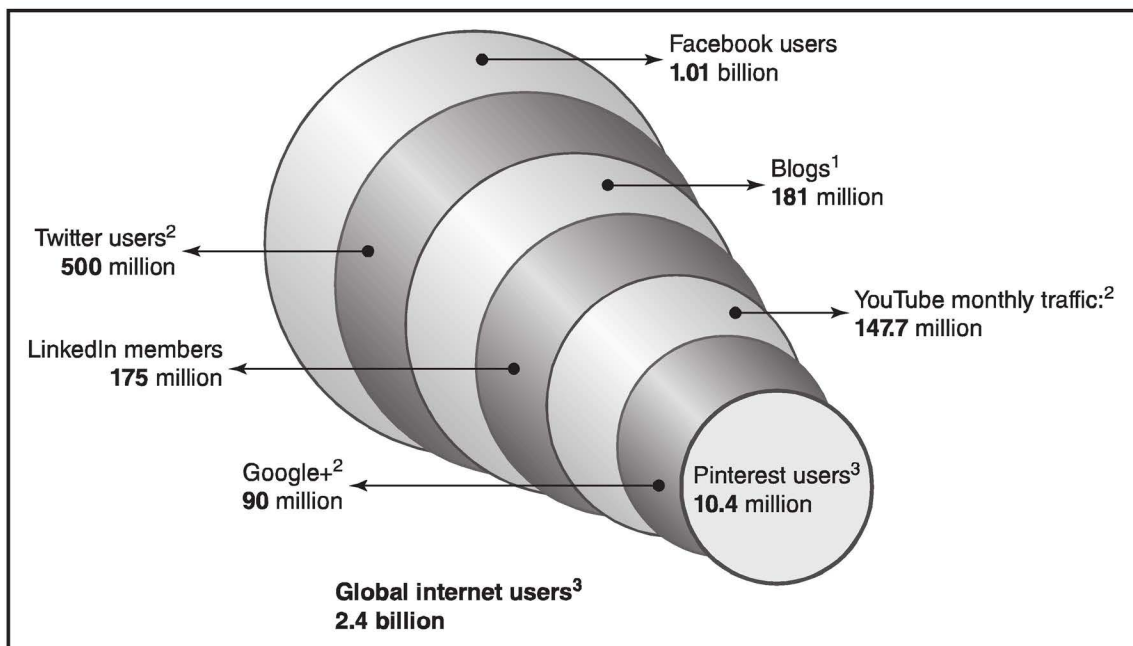 Facebook users
1.01 billion
Blogs¹
181 million
Twitter users²
500 million
YouTube monthly traffic:²
147.7 million
LinkedIn members
175 million
Google+²
90 million
Pinterest users³
10.4 million
Global internet users³
2.4 billion